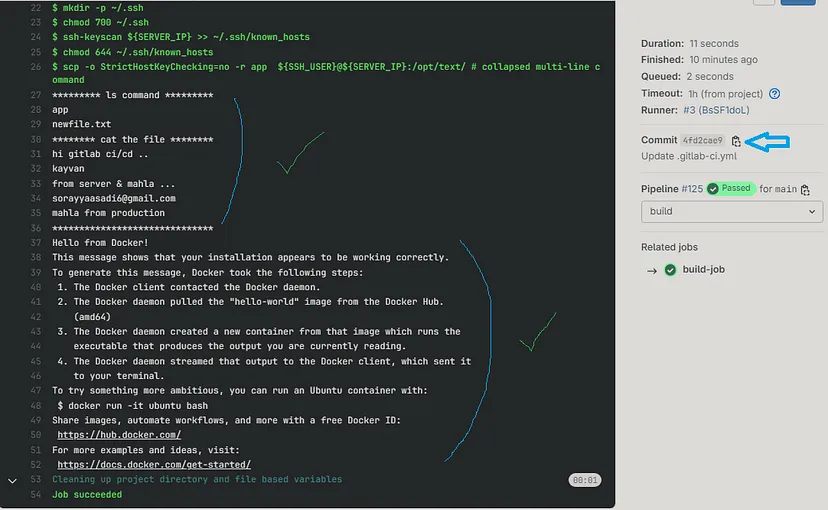 22 $ mkdir -p ~/.ssh
23 $ chmod 700 ~/.ssh
24 $ ssh-keyscan ${SERVER_IP} >> ~/.ssh/known_hosts
25 $ chmod 644 ~/.ssh/known_hosts
26 $ scp -o StrictHostKeyChecking=no -r app  ${SSH_USER}@${SERVER_IP}:/opt/text/ # collapsed multi-line c
ommand
27 ********* ls command *********
28 app
29 newfile.txt
30 ******** cat the file ********
31 hi gitlab ci/cd ..
32 kayvan
33 from server & mahla ...
34 sorayyaasadi6@gmail.com
35 mahla from production
36 ******************************
37 Hello from Docker!
38 This message shows that your installation appears to be working correctly.
39 To generate this message, Docker took the following steps:
40 1. The Docker client contacted the Docker daemon.
41 2. The Docker daemon pulled the "hello-world" image from the Docker Hub.
42 (amd64)
43 3. The Docker daemon created a new container from that image which runs the
44 executable that produces the output you are currently reading.
45 4. The Docker daemon streamed that output to the Docker client, which sent it
46 to your terminal.
47 To try something more ambitious, you can run an Ubuntu container with:
48 $ docker run -it ubuntu bash
49 Share images, automate workflows, and more with a free Docker ID:
50 https://hub.docker.com/
51 For more examples and ideas, visit:
52 https://docs.docker.com/get-started/
53 Cleaning up project directory and file based variables 00:01
54 Job succeeded
Duration: 11 seconds
Finished: 10 minutes ago
Queued: 2 seconds
Timeout: 1h (from project)
Runner: #3 (BsSF1doL)
Commit 4fd2cae9
Update .gitlab-ci.yml
Pipeline #125 Passed for main
build
Related jobs
→ build-job